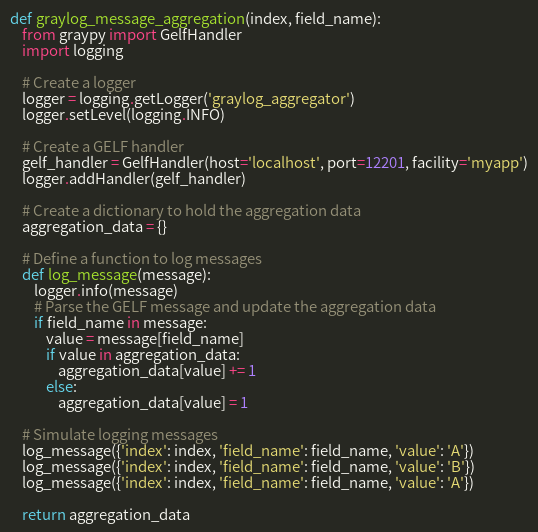 def graylog_message_aggregation(index, field_name):
    from graypy import GelfHandler
    import logging

    # Create a logger
    logger = logging.getLogger('graylog_aggregator')
    logger.setLevel(logging.INFO)

    # Create a GELF handler
    gelf_handler = GelfHandler(host='localhost', port=12201, facility='myapp')
    logger.addHandler(gelf_handler)

    # Create a dictionary to hold the aggregation data
    aggregation_data = {}

    # Define a function to log messages
    def log_message(message):
        logger.info(message)
        # Parse the GELF message and update the aggregation data
        if field_name in message:
            value = message[field_name]
            if value in aggregation_data:
                aggregation_data[value] += 1
            else:
                aggregation_data[value] = 1

    # Simulate logging messages
    log_message({'index': index, 'field_name': field_name, 'value': 'A'})
    log_message({'index': index, 'field_name': field_name, 'value': 'B'})
    log_message({'index': index, 'field_name': field_name, 'value': 'A'})

    return aggregation_data